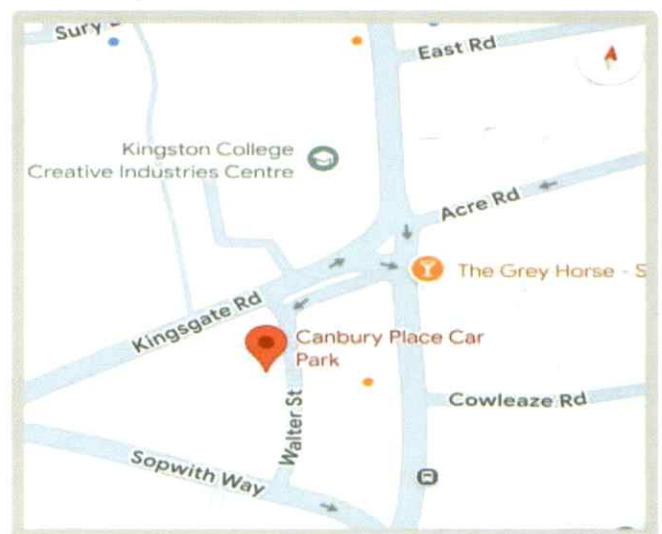 Sury
East Rd
Kingston College
Creative Industries Centre
Acre Rd
The Grey Horse - S
Kingsgate Rd
Canbury Place Car
Park
Cowleaze Rd
Walter St
Sopwith Way